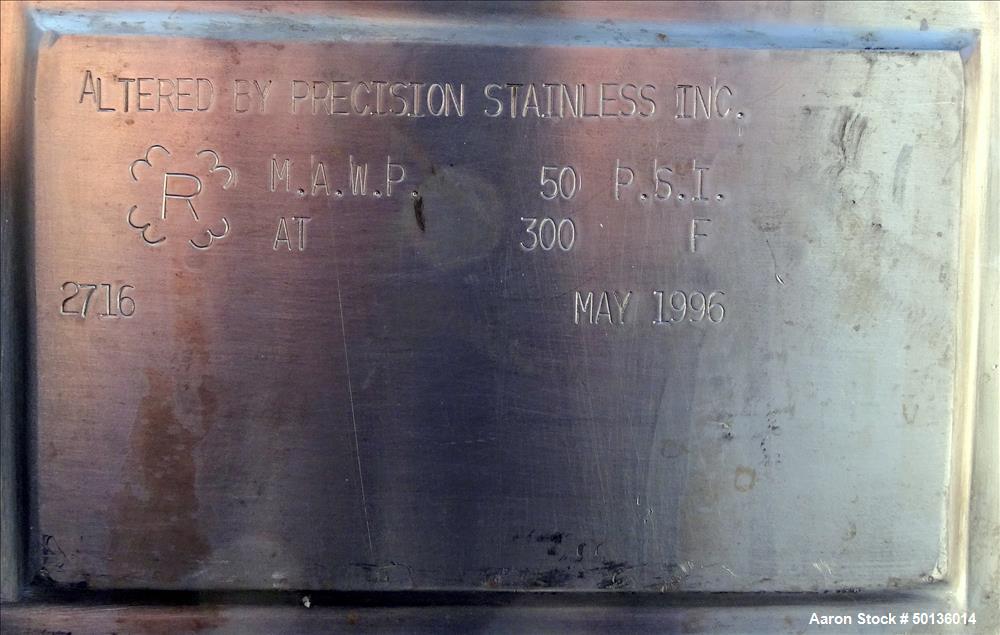 ALTERED BY PRECISION STAINLESS INC.
R M.A.W.P. 50 P.S.I.
AT 300 F
2716 MAY 1996
Aaron Stock # 50136014